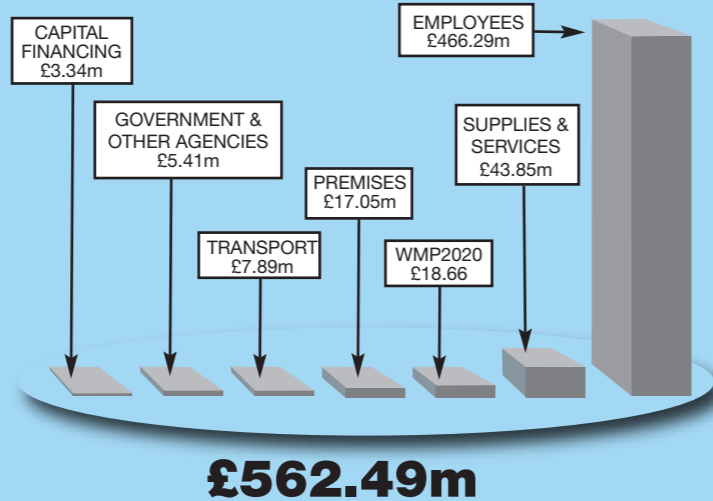 CAPITAL
FINANCING
£3.34m
GOVERNMENT &
OTHER AGENCIES
£5.41m
TRANSPORT
£7.89m
PREMISES
£17.05m
WMP2020
£18.66
SUPPLIES &
SERVICES
£43.85m
EMPLOYEES
£466.29m
£562.49m